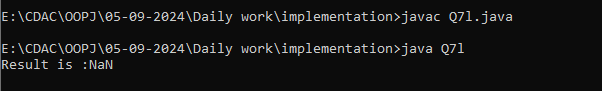 E:\CDAC\OOPJ\05-09-2024\Daily work\implementation>javac Q7l.java
E:\CDAC\OOPJ\05-09-2024\Daily work\implementation>java Q7l
Result is :NaN